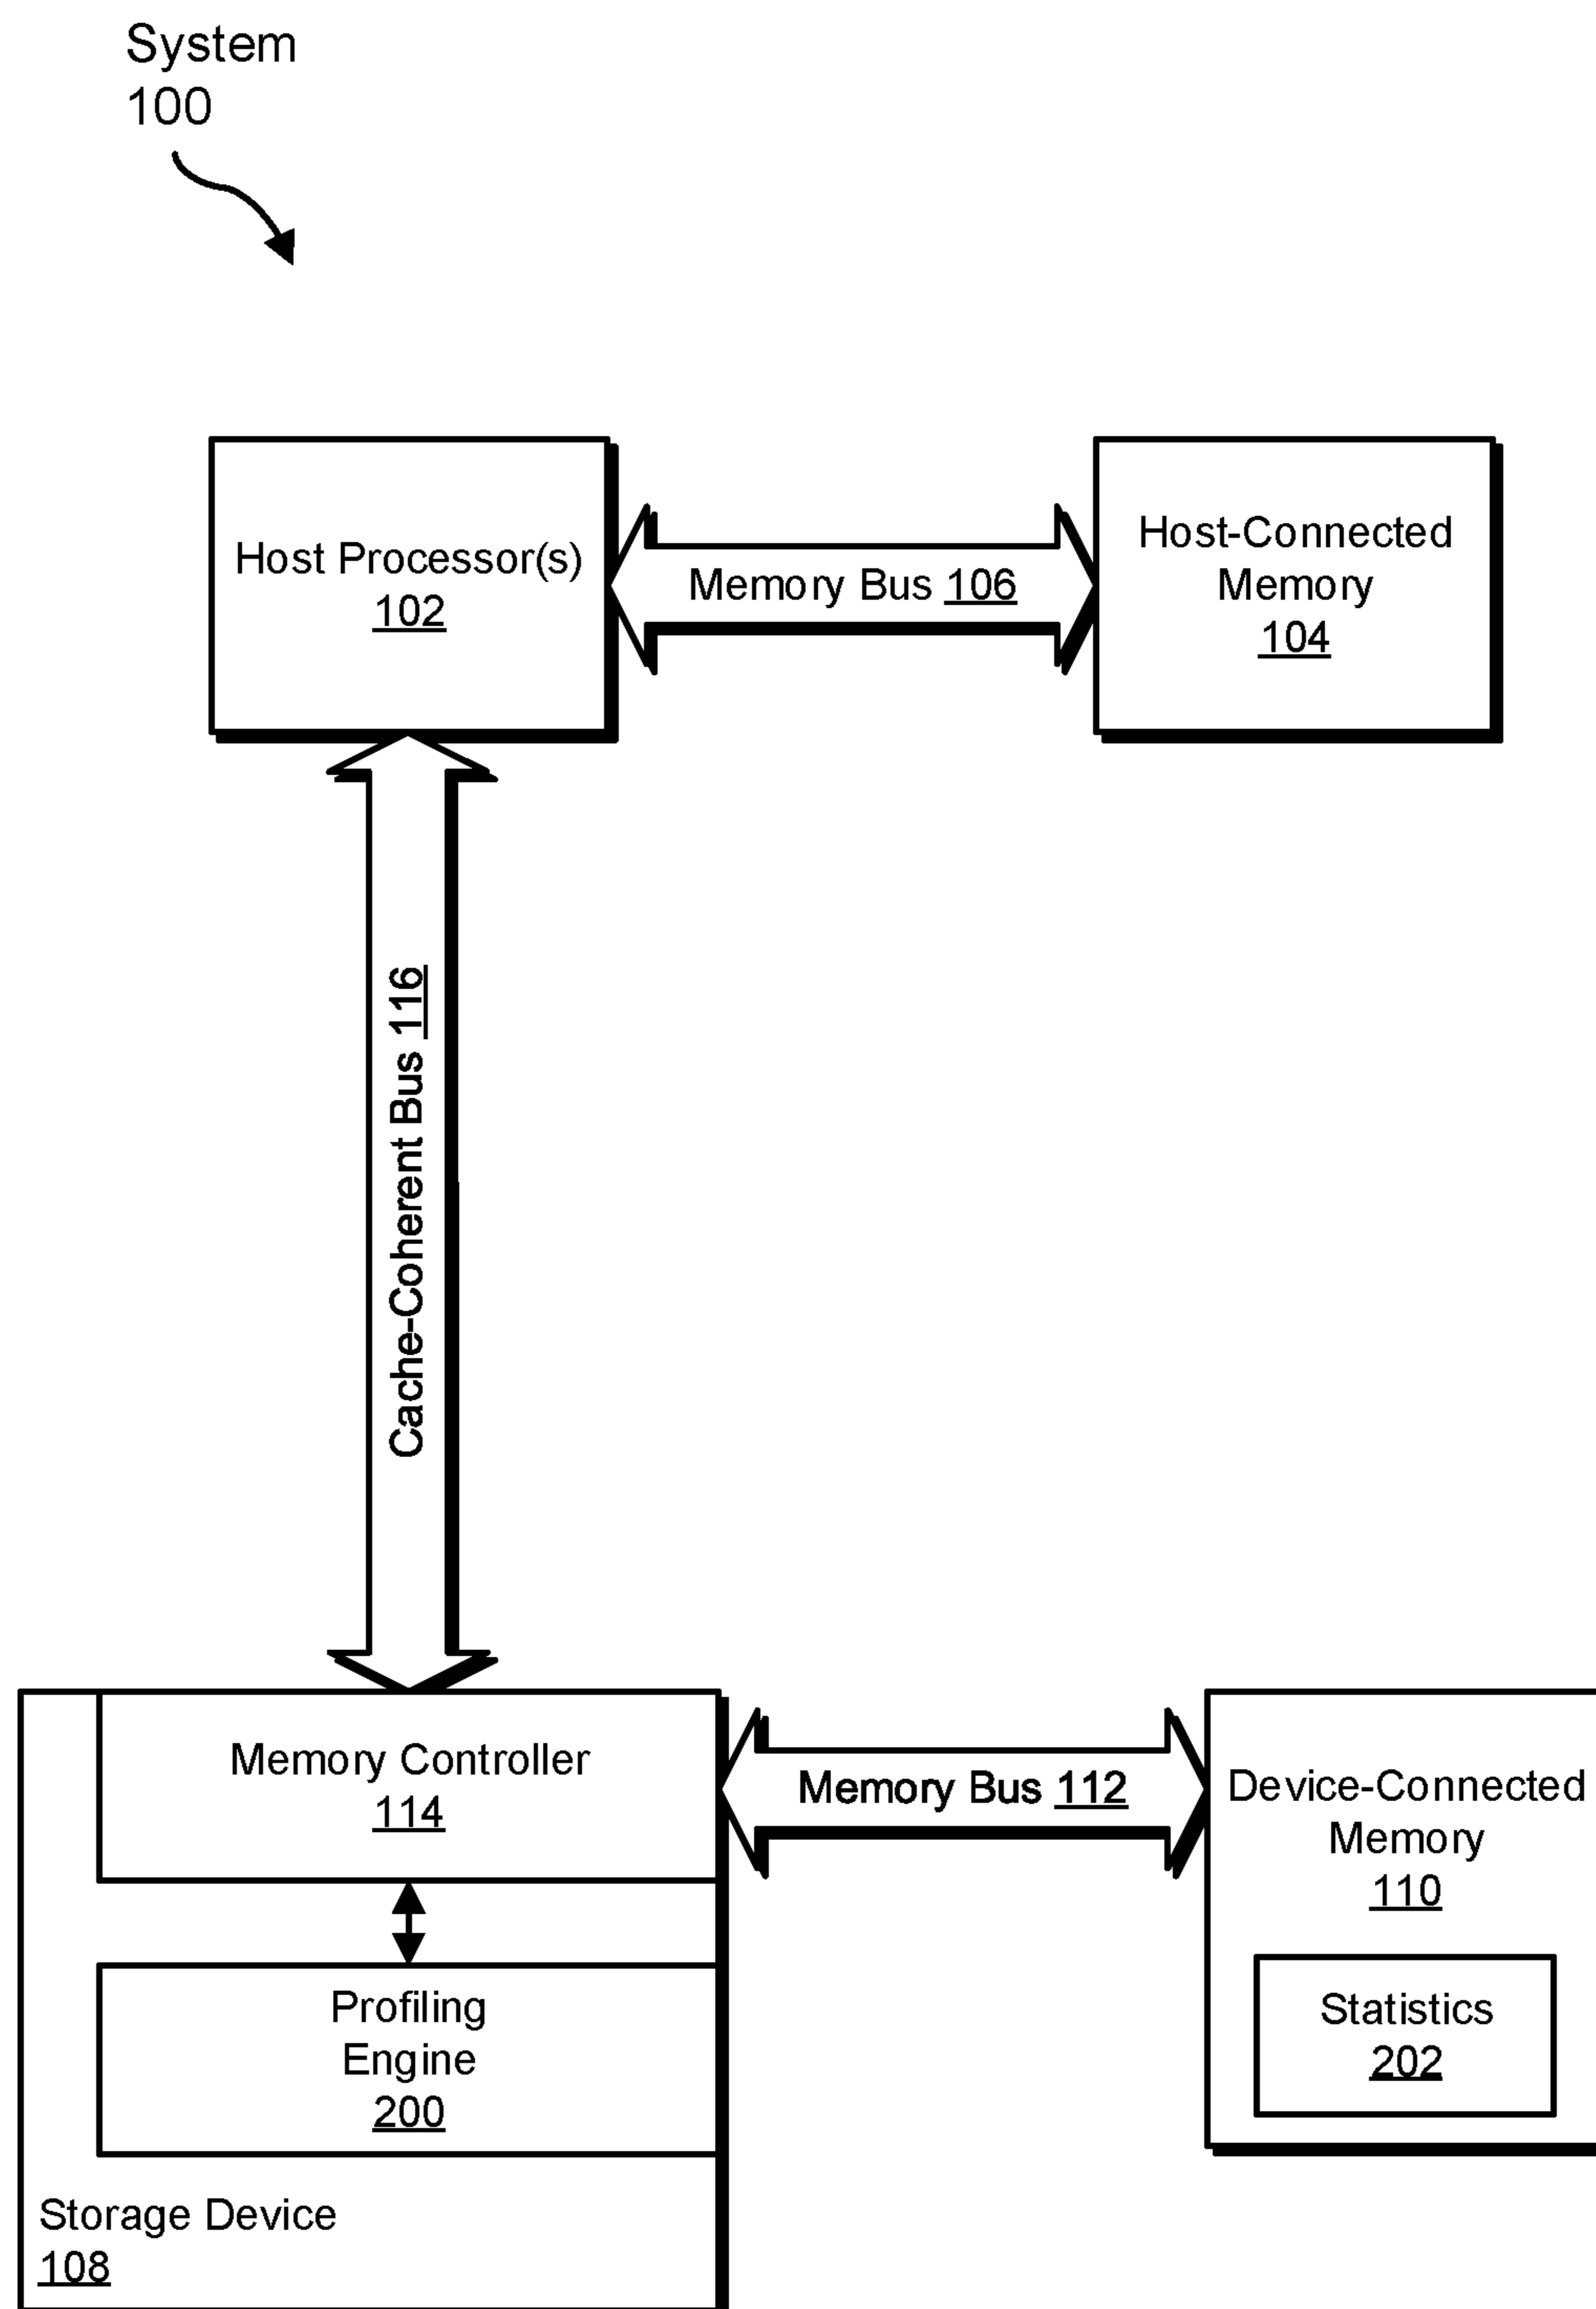 System
100
Host Processor(s)
102
Memory Bus 106
Host-Connected
Memory
104
Cache-Coherent Bus 116
Memory Controller
114
Memory Bus 112
Device-Connected
Memory
110
Profiling
Engine
200
Statistics
202
Storage Device
108